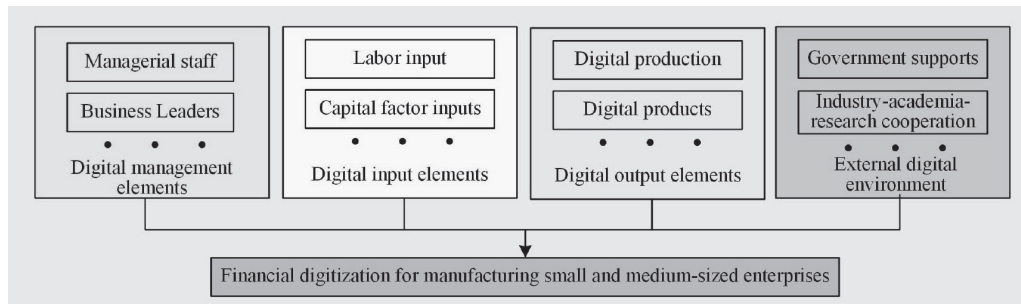 Managerial staff
Business Leaders
• • •
Digital management
elements
Labor input
Capital factor inputs
• • •
Digital input elements
Digital production
Digital products
• • •
Digital output elements
Government supports
Industry-academia-
research cooperation
• • •
External digital
environment
Financial digitization for manufacturing small and medium-sized enterprises